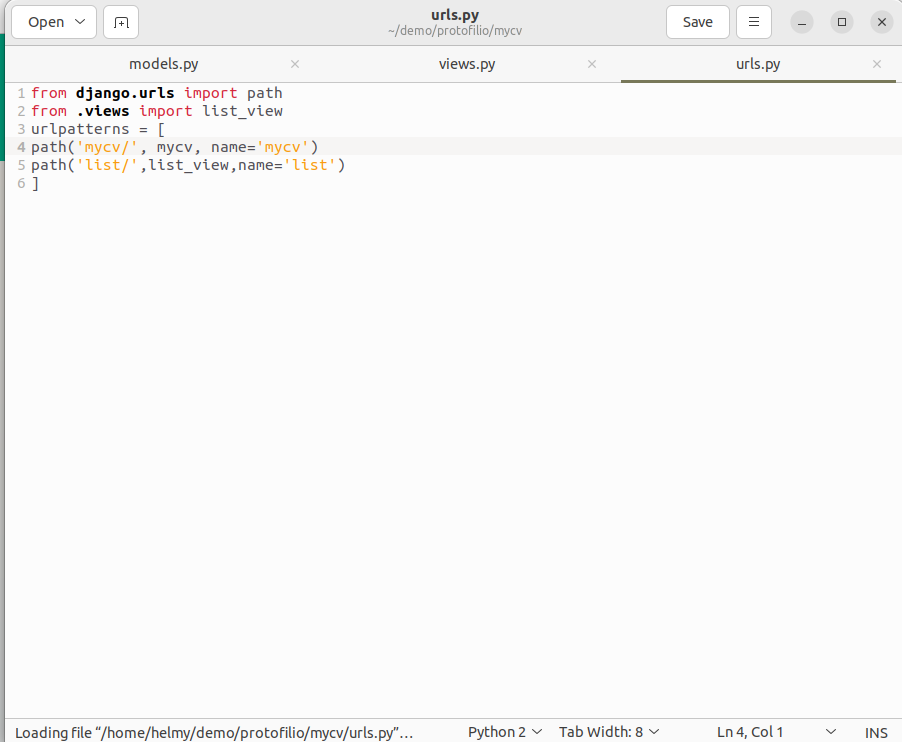 Open
urls.py
~/demo/protofilio/mycv
Save
models.py
views.py
urls.py
1 from django.urls import path
2 from .views import list_view
3 urlpatterns = [
4 path('mycv/', mycv, name='mycv')
5 path('list/',list_view,name='list')
6 ]
Loading file “/home/helmy/demo/protofilio/mycv/urls.py”… Python 2 Tab Width: 8 Ln 4, Col 1 INS